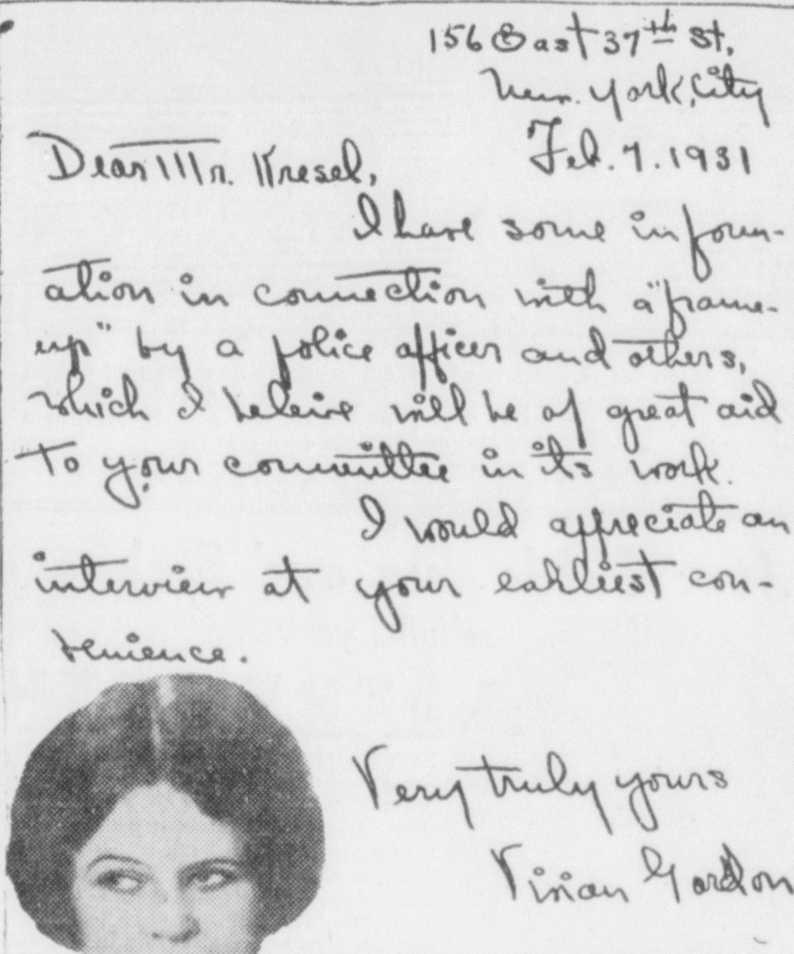 156 East 37th St.
New York, City
Feb. 7. 1931
Dear Mr. Kresel,
I have some inform-
ation in connection with a "frame-
up" by a police officer and others,
which I beleive will be of great aid
to your committee in its work.
I would appreciate an
interview at your earliest con-
venience.
Very truly yours
Vivian Gordon